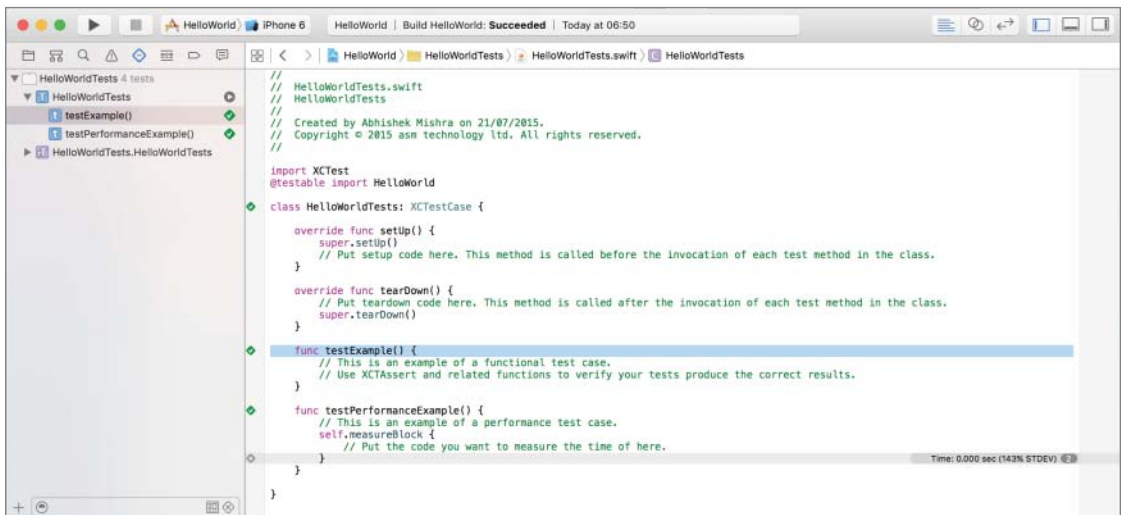 HelloWorld iPhone 6 HelloWorld | Build HelloWorld: Succeeded | Today at 06:50
HelloWorld HelloWorldTests HelloWorldTests.swift C HelloWorldTests
HelloWorldTests 4 tests
T HelloWorldTests
t testExample()
t testPerformanceExample()
HelloWorldTests.HelloWorldTests
//
//  HelloWorldTests.swift
//  HelloWorldTests
//
//  Created by Abhishek Mishra on 21/07/2015.
//  Copyright © 2015 asm technology ltd. All rights reserved.
//
import XCTest
@testable import HelloWorld
class HelloWorldTests: XCTestCase {
override func setUp() {
super.setUp()
// Put setup code here. This method is called before the invocation of each test method in the class.
}
override func tearDown() {
// Put teardown code here. This method is called after the invocation of each test method in the class.
super.tearDown()
}
func testExample() {
// This is an example of a functional test case.
// Use XCTAssert and related functions to verify your tests produce the correct results.
}
func testPerformanceExample() {
// This is an example of a performance test case.
self.measureBlock {
// Put the code you want to measure the time of here.
}
Time: 0.000 sec (143% STDEV) 2
}
}